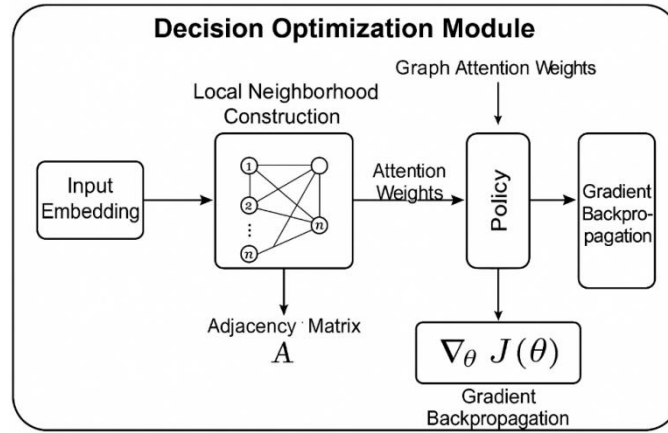 Decision Optimization Module
Graph Attention Weights
Local Neighborhood
Construction
Input
Embedding
1
2
⋮
n
n
Attention
Weights
Policy
Gradient
Backpro-
pagation
Adjacency Matrix
A
∇θ J(θ)
Gradient
Backpropagation